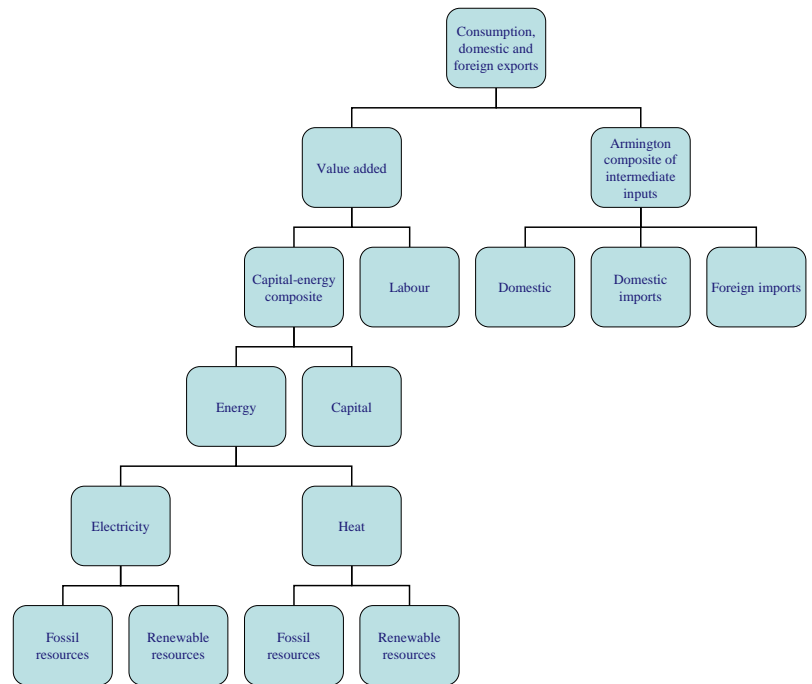 Consumption,
domestic and
foreign exports
Value added
Armington
composite of
intermediate
inputs
Capital-energy
composite
Labour
Domestic
Domestic
imports
Foreign imports
Energy
Capital
Electricity
Heat
Fossil
resources
Renewable
resources
Fossil
resources
Renewable
resources